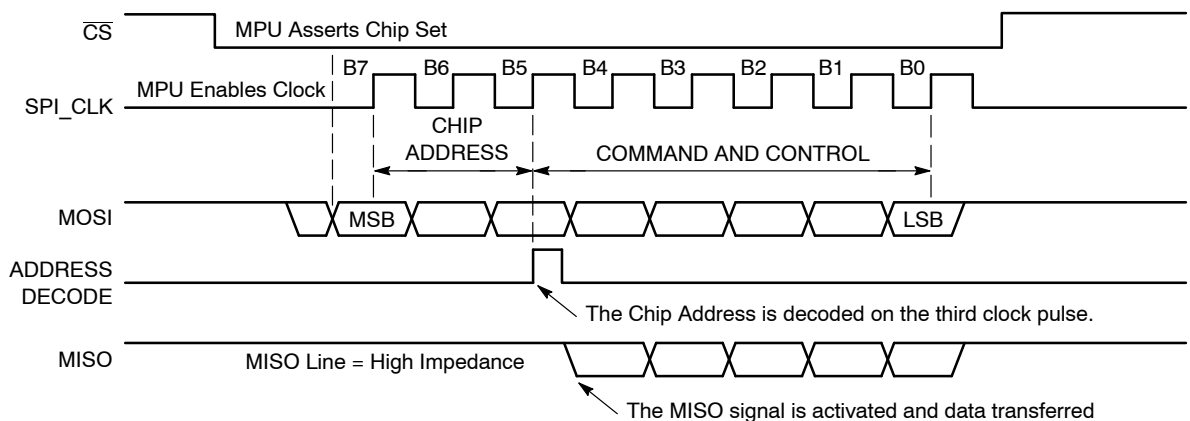 CS
MPU Asserts Chip Set
B7 B6 B5 B4 B3 B2 B1 B0
MPU Enables Clock
SPI_CLK
CHIP
ADDRESS
COMMAND AND CONTROL
MOSI
MSB
LSB
ADDRESS
DECODE
The Chip Address is decoded on the third clock pulse.
MISO
MISO Line = High Impedance
The MISO signal is activated and data transferred